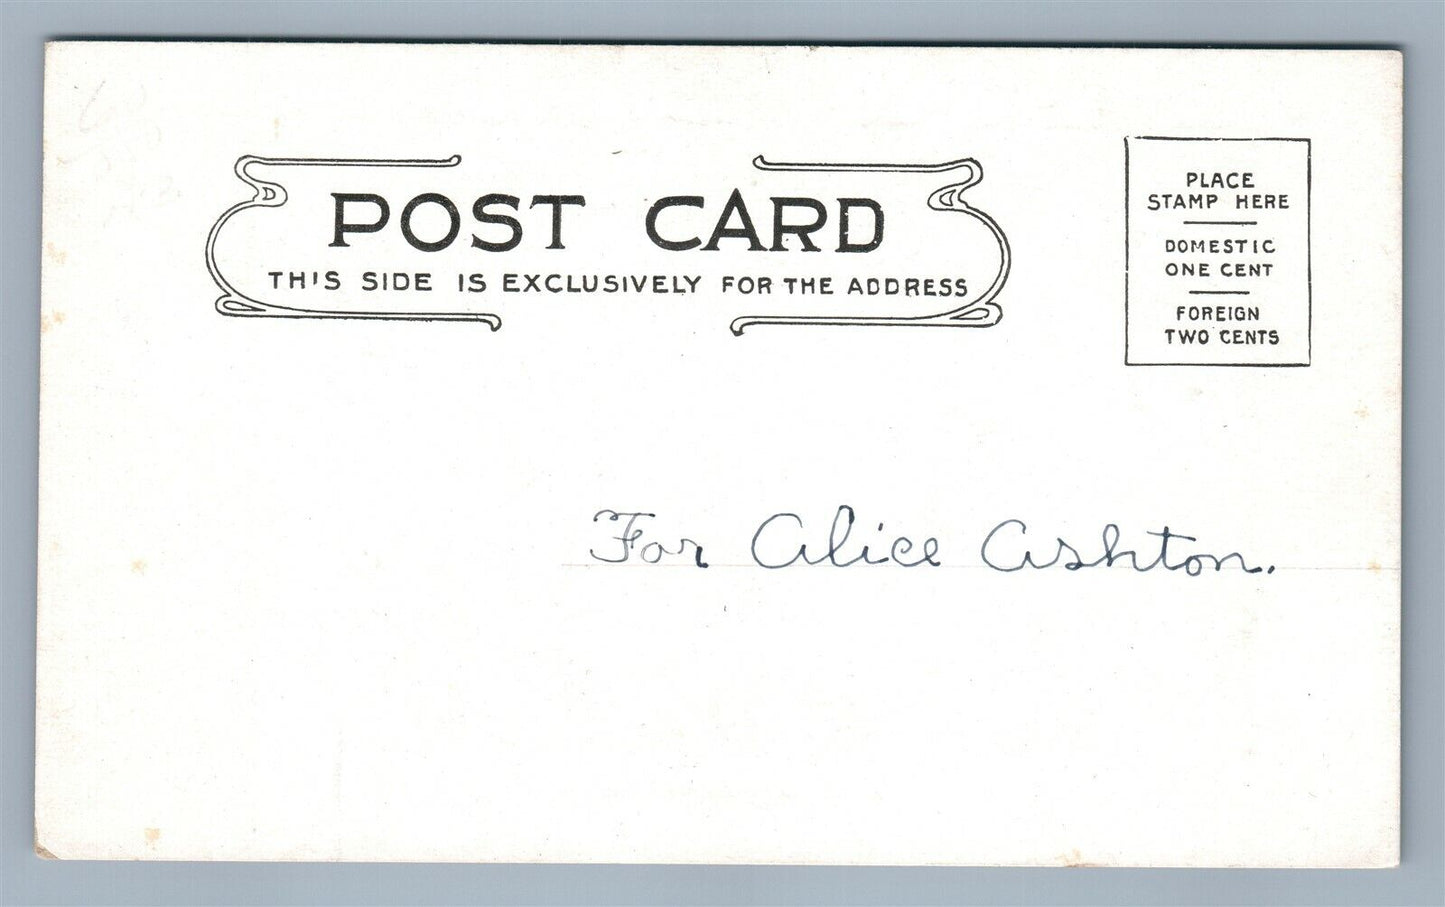 POST CARD
THIS SIDE IS EXCLUSIVELY FOR THE ADDRESS
PLACE
STAMP HERE
DOMESTIC
ONE CENT
FOREIGN
TWO CENTS
For Alice Ashton.